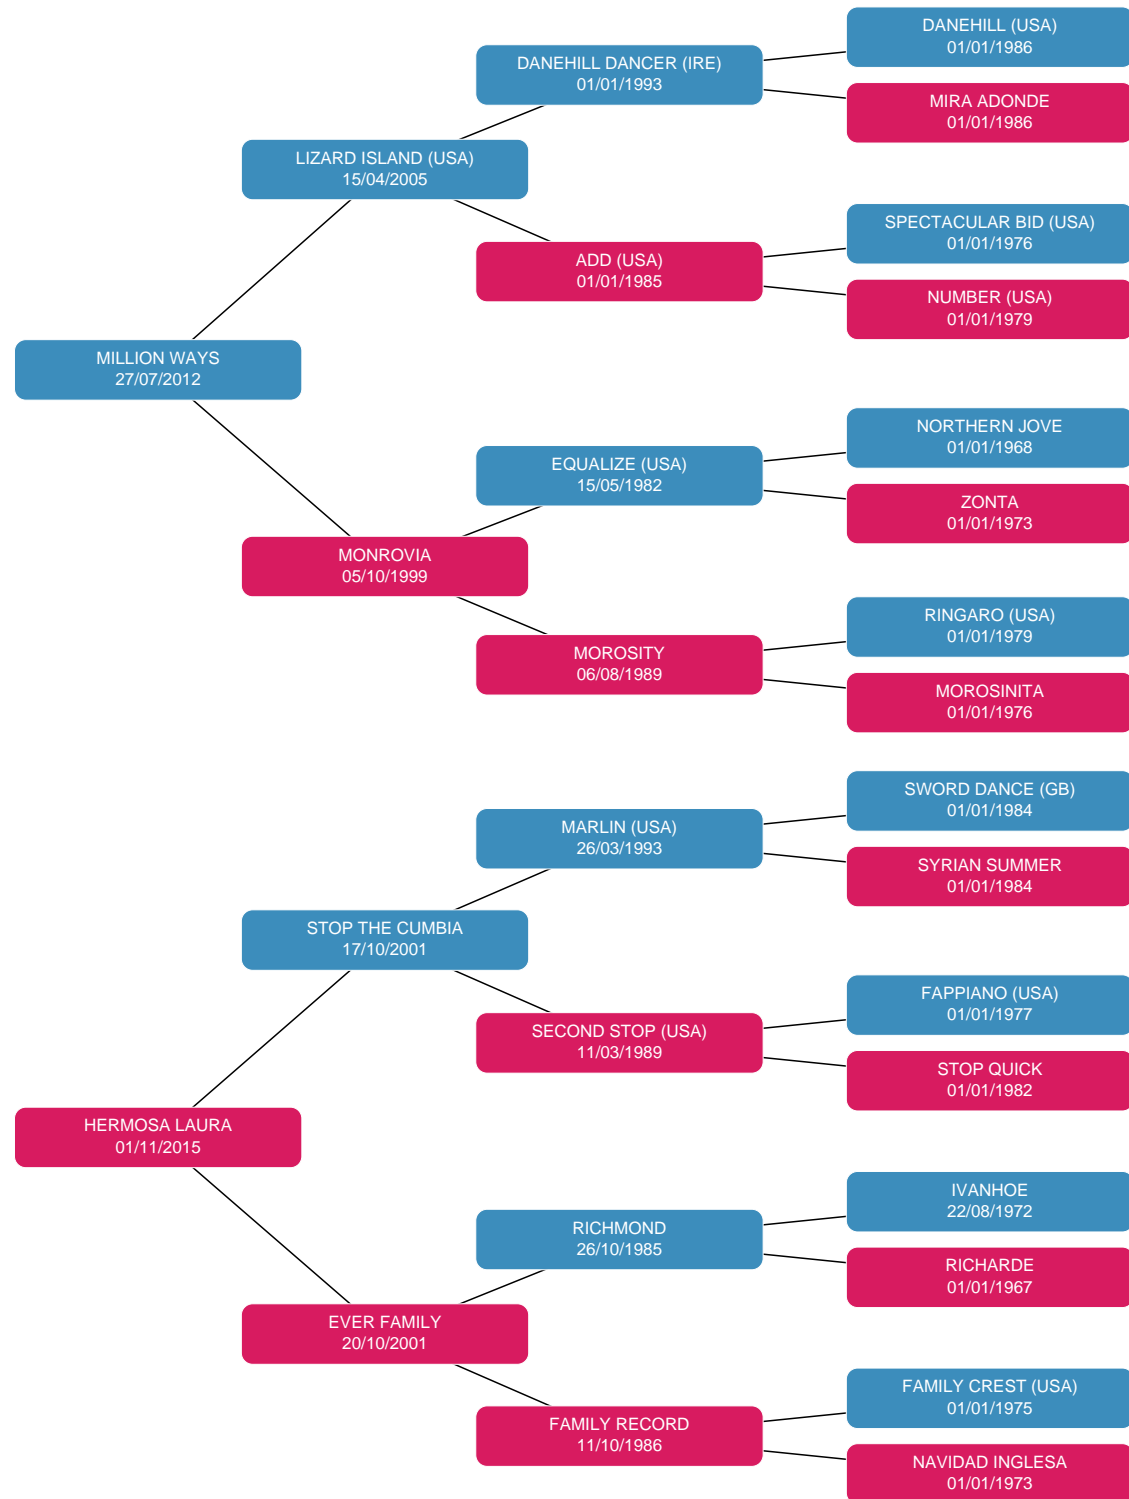 DANEHILL (USA)
01/01/1986
DANEHILL DANCER (IRE)
01/01/1993
MIRA ADONDE
01/01/1986
LIZARD ISLAND (USA)
15/04/2005
SPECTACULAR BID (USA)
01/01/1976
ADD (USA)
01/01/1985
NUMBER (USA)
01/01/1979
MILLION WAYS
27/07/2012
NORTHERN JOVE
01/01/1968
EQUALIZE (USA)
15/05/1982
ZONTA
01/01/1973
MONROVIA
05/10/1999
RINGARO (USA)
01/01/1979
MOROSITY
06/08/1989
MOROSINITA
01/01/1976
SWORD DANCE (GB)
01/01/1984
MARLIN (USA)
26/03/1993
SYRIAN SUMMER
01/01/1984
STOP THE CUMBIA
17/10/2001
FAPPIANO (USA)
01/01/1977
SECOND STOP (USA)
11/03/1989
STOP QUICK
01/01/1982
HERMOSA LAURA
01/11/2015
IVANHOE
22/08/1972
RICHMOND
26/10/1985
RICHARDE
01/01/1967
EVER FAMILY
20/10/2001
FAMILY CREST (USA)
01/01/1975
FAMILY RECORD
11/10/1986
NAVIDAD INGLESA
01/01/1973